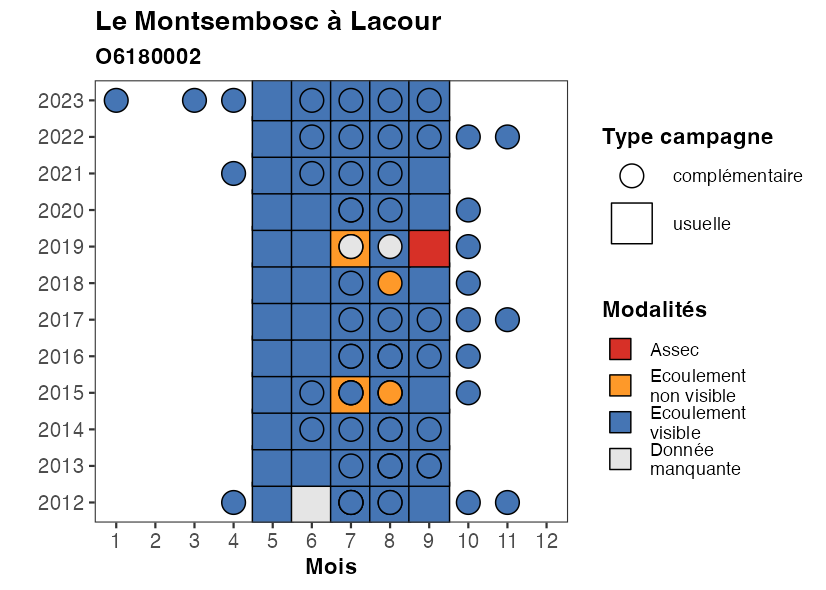 Le Montsembosc à Lacour
O6180002
2023
2022
2021
2020
2019
2018
2017
2016
2015
2014
2013
2012
1 2 3 4 5 6 7 8 9 10 11 12
Mois
Type campagne
complémentaire
usuelle
Modalités
Assec
Ecoulement
non visible
Ecoulement
visible
Donnée
manquante